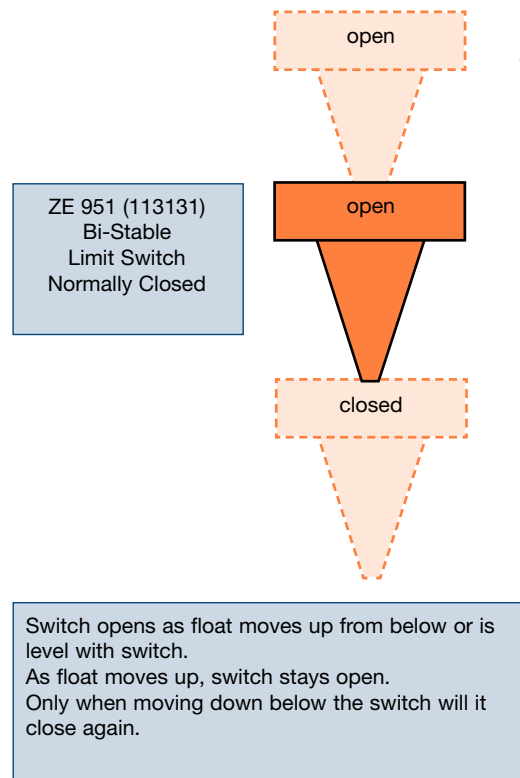 open
open
ZE 951 (113131)
Bi-Stable
Limit Switch
Normally Closed
closed
Switch opens as float moves up from below or is
level with switch.
As float moves up, switch stays open.
Only when moving down below the switch will it
close again.